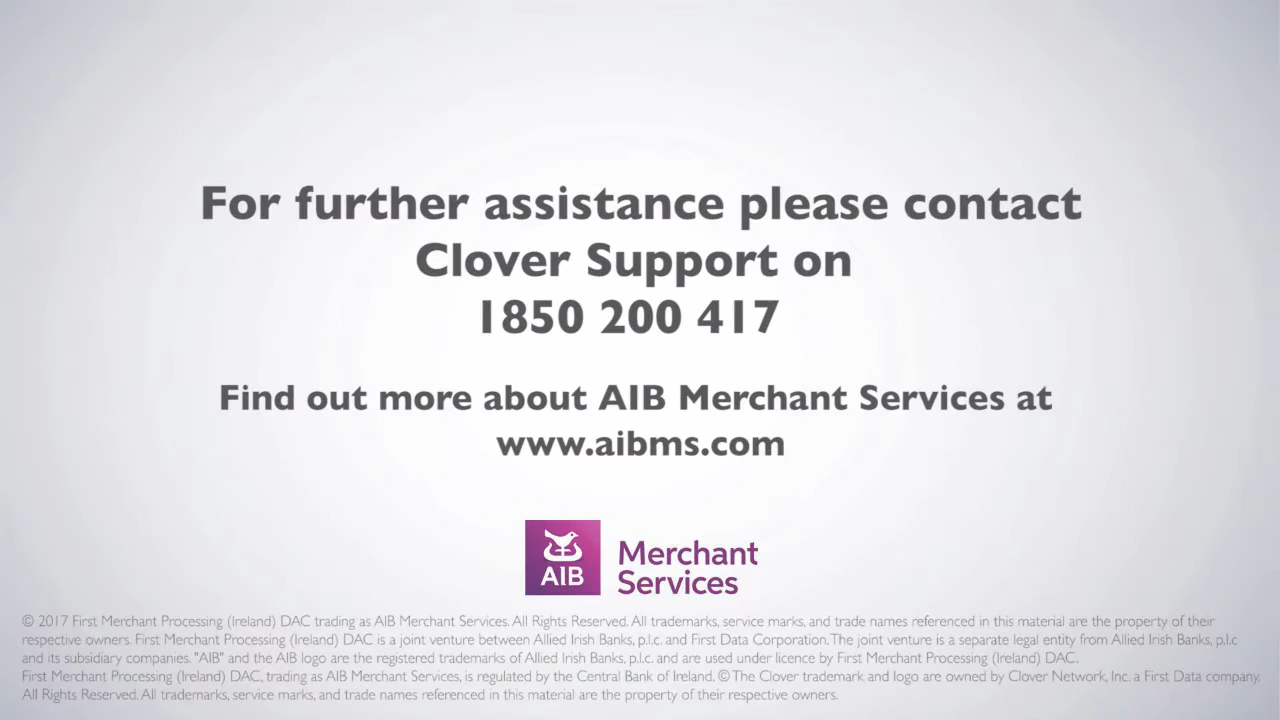 For further assistance please contact
Clover Support on
1850 200 417
Find out more about AIB Merchant Services at
www.aibms.com
AIB
Merchant
Services
© 2017 First Merchant Processing (Ireland) DAC trading as AIB Merchant Services. All Rights Reserved. All trademarks, service marks, and trade names referenced in this material are the property of their
respective owners. First Merchant Processing (Ireland) DAC is a joint venture between Allied Irish Banks, p.l.c. and First Data Corporation. The joint venture is a separate legal entity from Allied Irish Banks, p.l.c
and its subsidiary companies. "AIB" and the AIB logo are the registered trademarks of Allied Irish Banks, p.l.c. and are used under licence by First Merchant Processing (Ireland) DAC.
First Merchant Processing (Ireland) DAC, trading as AIB Merchant Services, is regulated by the Central Bank of Ireland. © The Clover trademark and logo are owned by Clover Network, Inc. a First Data company.
All Rights Reserved. All trademarks, service marks, and trade names referenced in this material are the property of their respective owners.